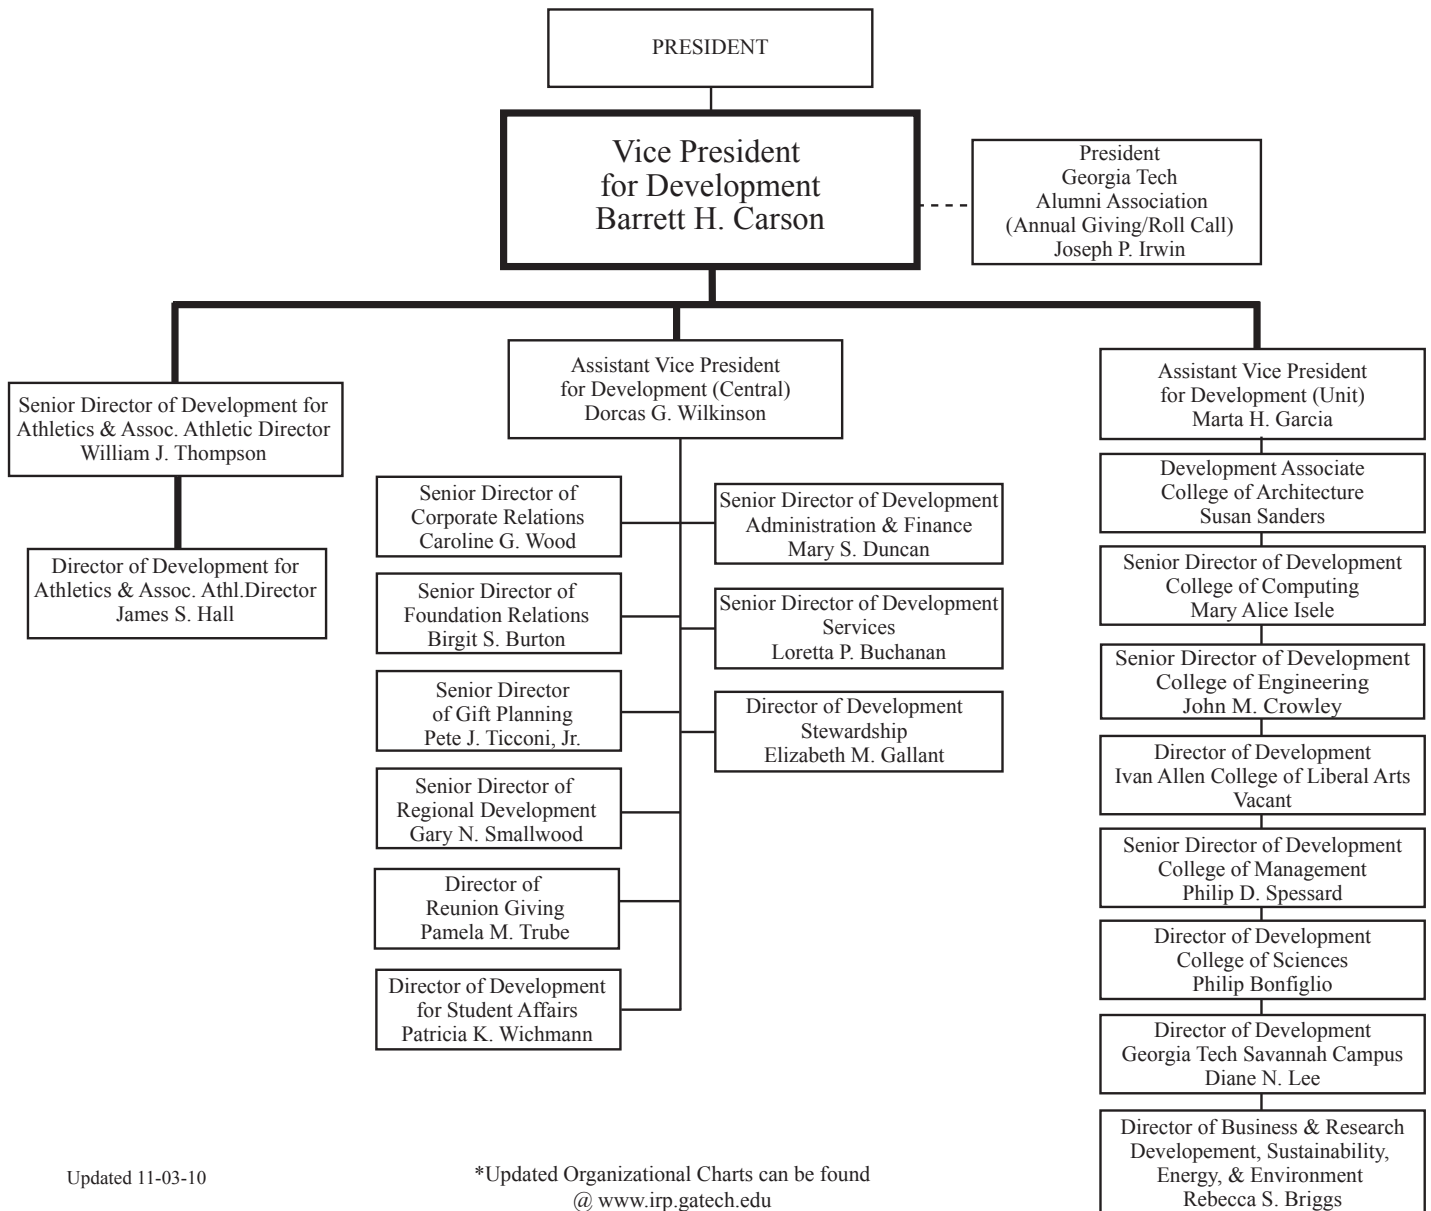 PRESIDENT
Vice President
for Development
Barrett H. Carson
President
Georgia Tech
Alumni Association
(Annual Giving/Roll Call)
Joseph P. Irwin
Senior Director of Development for
Athletics & Assoc. Athletic Director
William J. Thompson
Director of Development for
Athletics & Assoc. Athl.Director
James S. Hall
Assistant Vice President
for Development (Central)
Dorcas G. Wilkinson
Senior Director of
Corporate Relations
Caroline G. Wood
Senior Director of
Foundation Relations
Birgit S. Burton
Senior Director
of Gift Planning
Pete J. Ticconi, Jr.
Senior Director of
Regional Development
Gary N. Smallwood
Director of
Reunion Giving
Pamela M. Trube
Director of Development
for Student Affairs
Patricia K. Wichmann
Senior Director of Development
Administration & Finance
Mary S. Duncan
Senior Director of Development
Services
Loretta P. Buchanan
Director of Development
Stewardship
Elizabeth M. Gallant
Assistant Vice President
for Development (Unit)
Marta H. Garcia
Development Associate
College of Architecture
Susan Sanders
Senior Director of Development
College of Computing
Mary Alice Isele
Senior Director of Development
College of Engineering
John M. Crowley
Director of Development
Ivan Allen College of Liberal Arts
Vacant
Senior Director of Development
College of Management
Philip D. Spessard
Director of Development
College of Sciences
Philip Bonfiglio
Director of Development
Georgia Tech Savannah Campus
Diane N. Lee
Director of Business & Research
Developement, Sustainability,
Energy, & Environment
Rebecca S. Briggs
Updated 11-03-10
*Updated Organizational Charts can be found
@ www.irp.gatech.edu